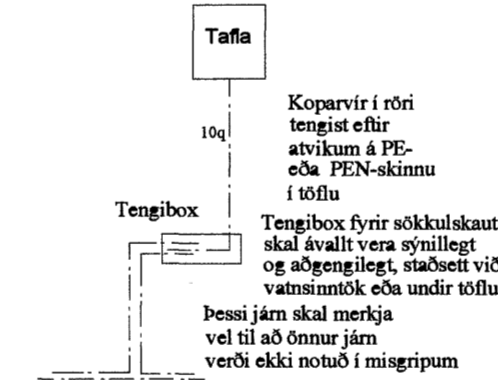 Tafla
Koparvír í röri
tengist eftir
10q
atvikum á PE-
eða PEN-skinnu
í töflu
Tengibox
Tengibox fyrir sökkulskaut
skal ávallt vera sýnillegt
og aðgengilegt, staðsett við
vatnsinntök eða undir töflu
Þessi járn skal merkja
vel til að önnur járn
verði ekki notuð í misgripum